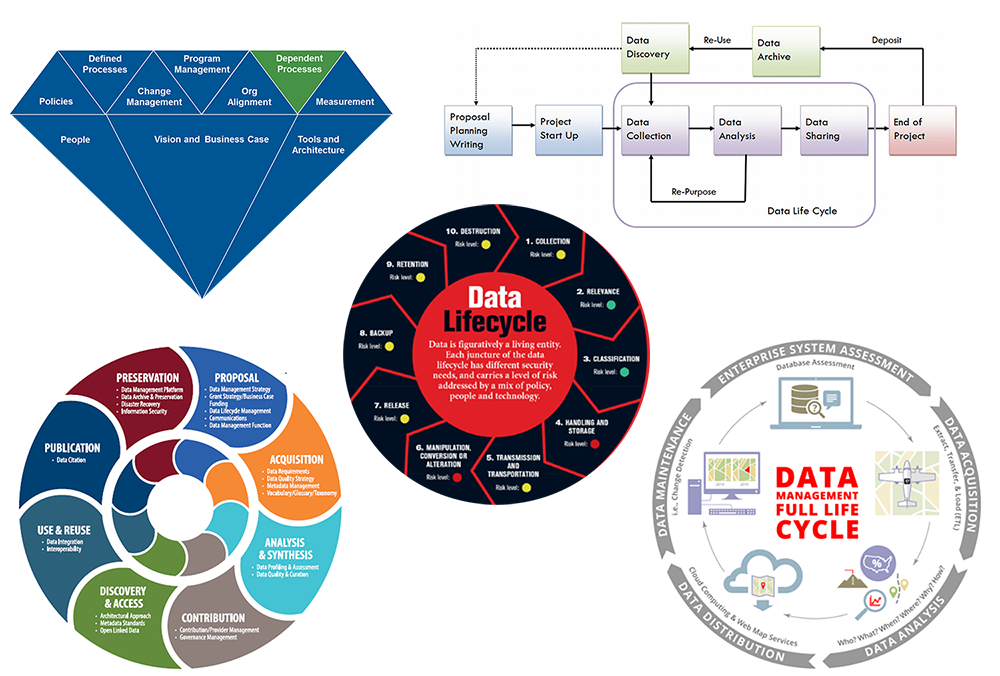 Defined
Processes
Program
Management
Dependent
Processes
Policies
Change
Management
Org
Alignment
Measurement
People
Vision and Business Case
Tools and
Architecture
Data
Discovery
Re-Use
Data
Archive
Deposit
Proposal
Planning
Writing
Project
Start Up
Data
Collection
Data
Analysis
Data
Sharing
End of
Project
Re-Purpose
Data Life Cycle
Data
Lifecycle
Data is figuratively a living entity.
Each juncture of the data
lifecycle has different security
needs, and carries a level of risk
addressed by a mix of policy,
people and technology.
1. COLLECTION
Risk level:
2. RELEVANCE
Risk level:
3. CLASSIFICATION
Risk level:
4. HANDLING AND
STORAGE
Risk level:
5. TRANSMISSION
AND
TRANSPORTATION
Risk level:
6. MANIPULATION,
CONVERSION OR
ALTERATION
Risk level:
7. RELEASE
Risk level:
8. BACKUP
Risk level:
9. RETENTION
Risk level:
10. DESTRUCTION
Risk level:
PRESERVATION
• Data Management Platform
• Data Archive & Preservation
• Disaster Recovery
• Information Security
PROPOSAL
• Data Management Strategy
• Grant Strategy/Business Case
Funding
• Data Lifecycle Management
• Communications
• Data Management Function
ACQUISITION
• Data Requirements
• Data Quality Strategy
• Metadata Management
• Vocabulary/Glossary/Taxonomy
ANALYSIS
& SYNTHESIS
• Data Profiling & Assessment
• Data Quality & Curation
CONTRIBUTION
• Contribution/Provider Management
• Governance Management
DISCOVERY
& ACCESS
• Architectural Approach
• Metadata Standards
• Open Linked Data
USE & REUSE
• Data Integration
• Interoperability
PUBLICATION
• Data Citation
ENTERPRISE SYSTEM ASSESSMENT
Database Assessment
DATA ACQUISITION
Extract, Transfer, & Load (ETL)
DATA ANALYSIS
Who? What? When? Where? Why? How?
DATA DISTRIBUTION
Cloud Computing & Web Map Services
DATA MAINTENANCE
i.e., Change Detection
DATA
MANAGEMENT
FULL LIFE
CYCLE